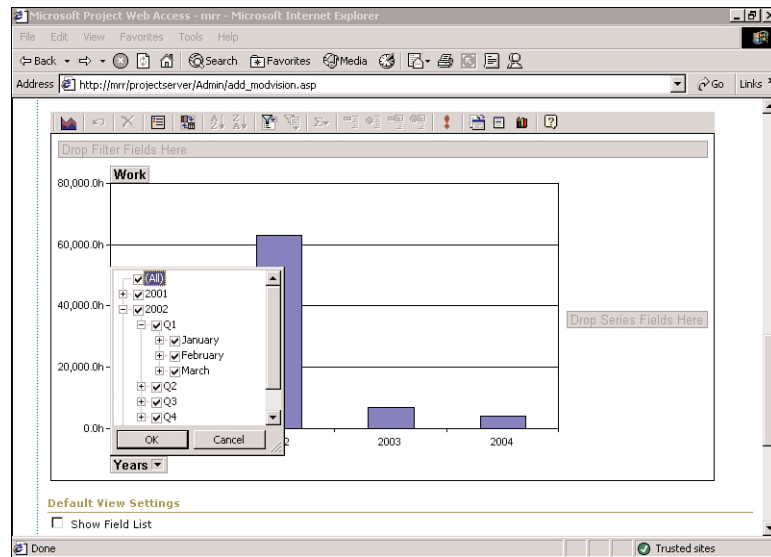 Microsoft Project Web Access - mrr - Microsoft Internet Explorer
File Edit View Favorites Tools Help
Back Search Favorites Media
Address http://mrr/projectserver/Admin/add_modvision.asp Go Links
Drop Filter Fields Here
Work
80,000.0h
60,000.0h
(All)
2001
40,000.0h
2002
Q1
Drop Series Fields Here
January
February
20,000.0h
March
Q2
Q3
Q4
0.0h
OK Cancel
2 2003 2004
Years
Default View Settings
Show Field List
Done Trusted sites